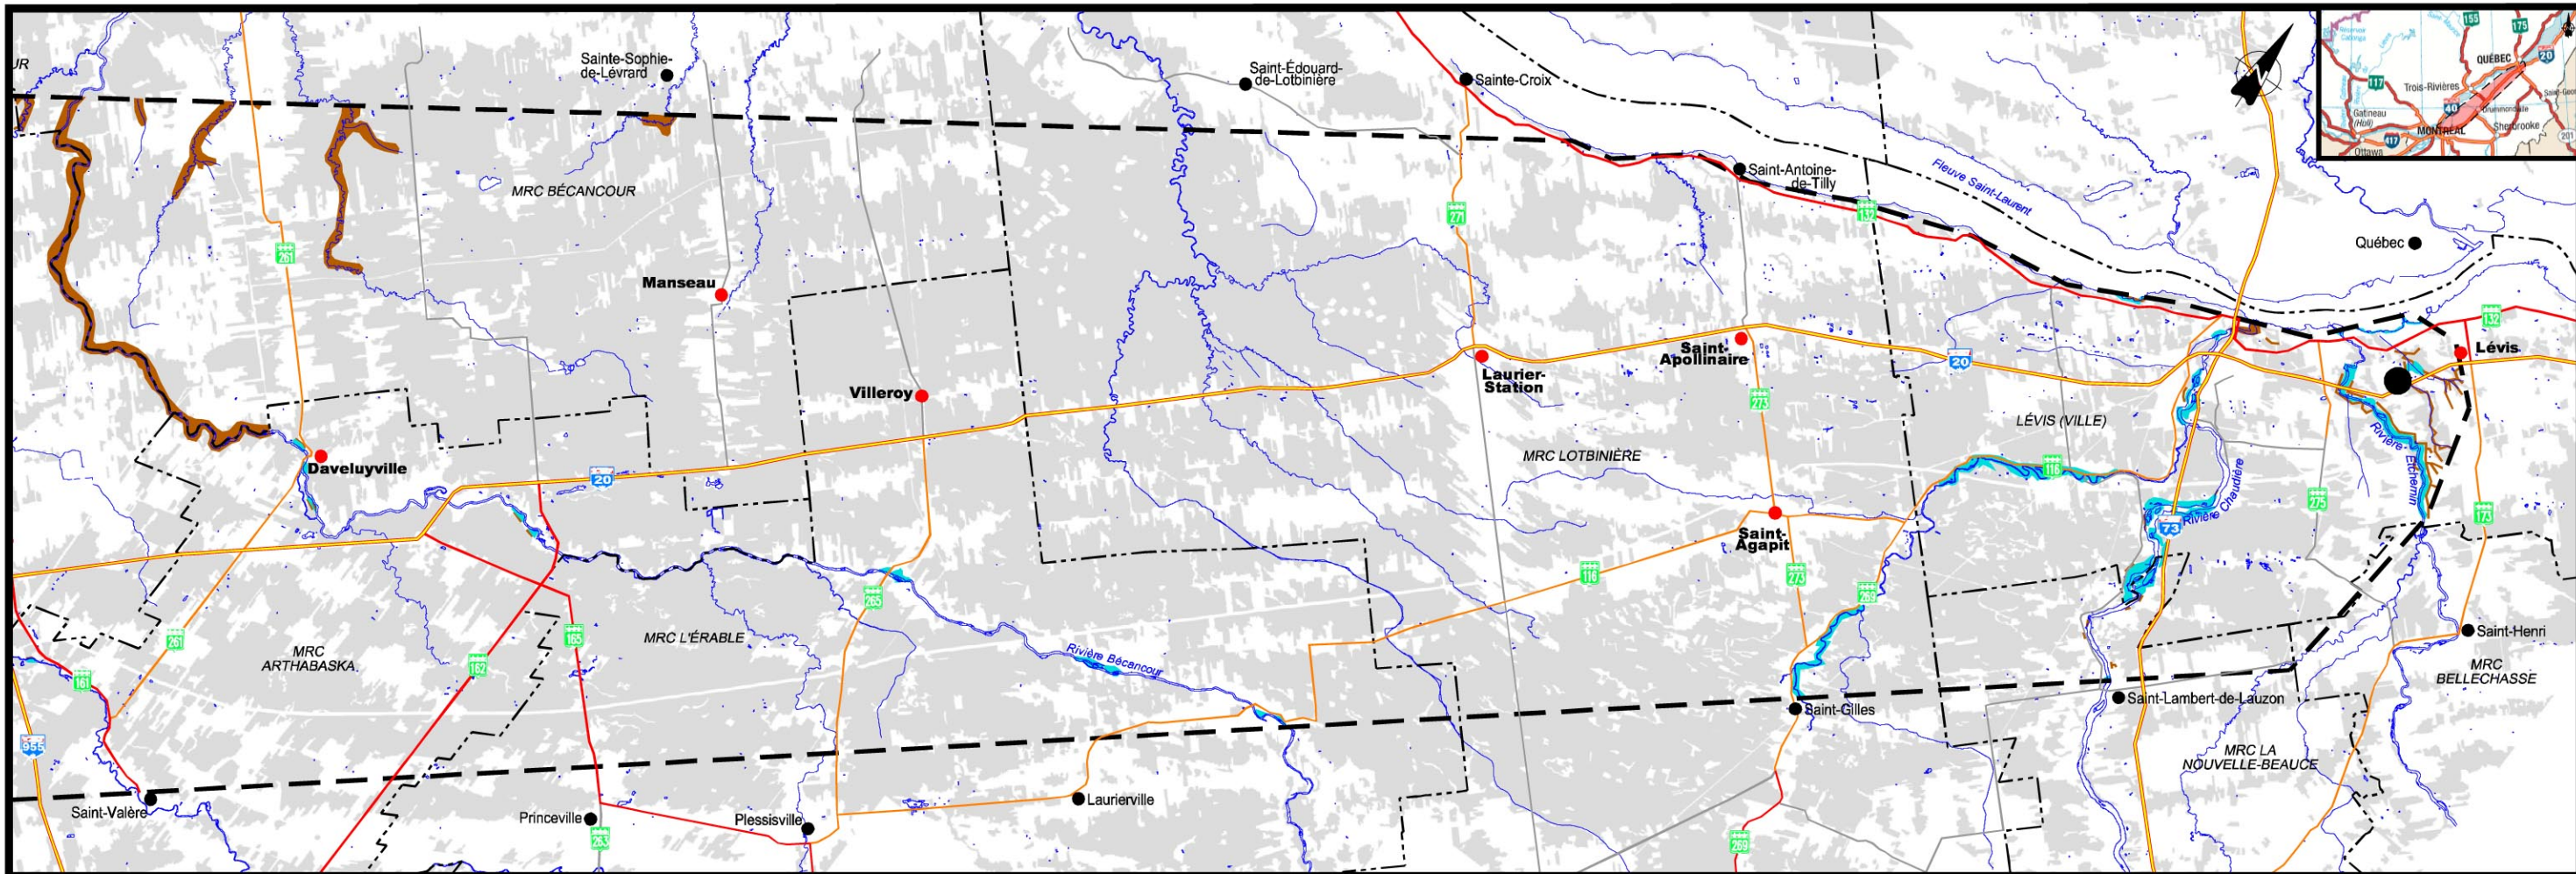 Sainte-Sophie-
de-Lévrard
Saint-Édouard-
de-Lotbinière
Sainte-Croix
155
175
QUÉBEC
20
117
Trois-Rivières
40
Drummondville
Gatineau
(Hull)
MONTRÉAL
Sherbrooke
201
417
Ottawa
JR
MRC BÉCANCOUR
Saint-Antoine-
de-Tilly
Fleuve Saint-Laurent
271
132
Québec
261
Manseau
132
Lévis
Saint-
Apollinaire
20
Laurier-
Station
Villeroy
273
LÉVIS (VILLE)
Rivière Etchemin
Daveluyville
20
MRC LOTBINIÈRE
116
Rivière Chaudière
275
173
73
Saint-
Agapit
116
273
269
265
261
165
MRC L'ÉRABLE
MRC
ARTHABASKA
162
Rivière Bécancour
Saint-Henri
MRC
BELLECHASSE
161
Saint-Gilles
Saint-Lambert-de-Lauzon
955
MRC LA
NOUVELLE-BEAUCE
Saint-Valère
Princeville
Plessisville
Laurierville
263
269